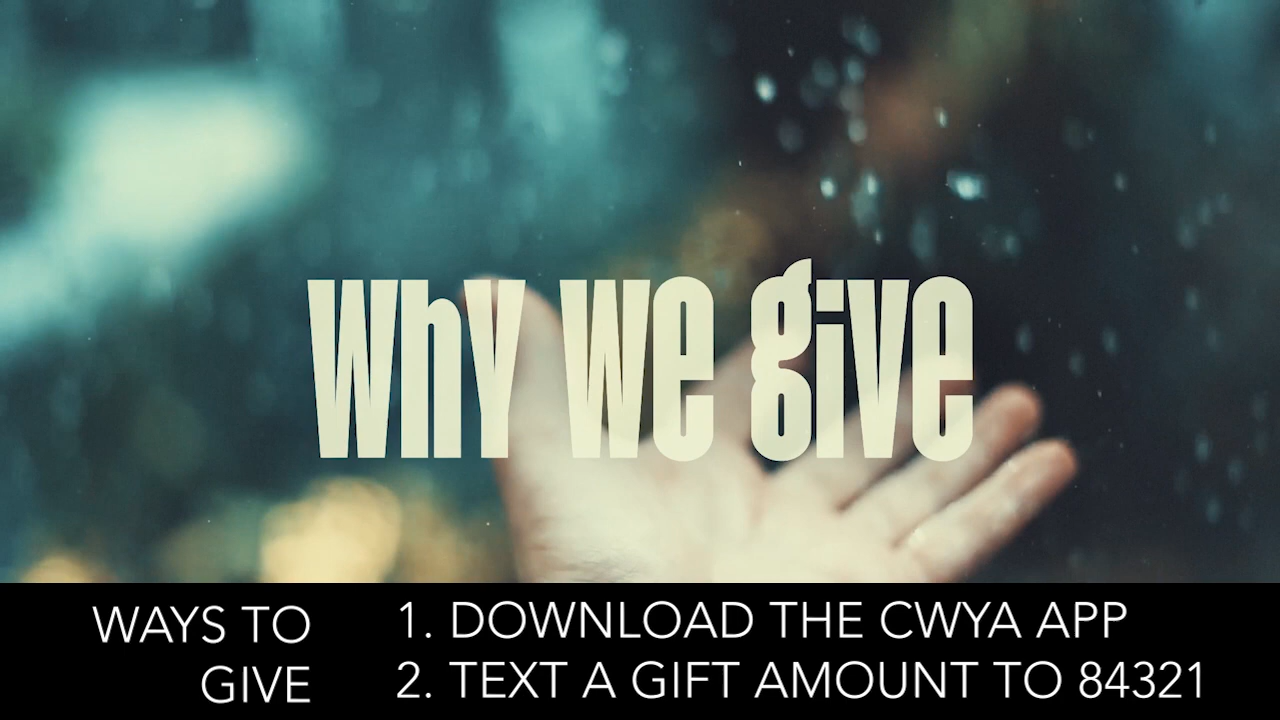 why we give
WAYS TO
GIVE
1. DOWNLOAD THE CWYA APP
2. TEXT A GIFT AMOUNT TO 84321